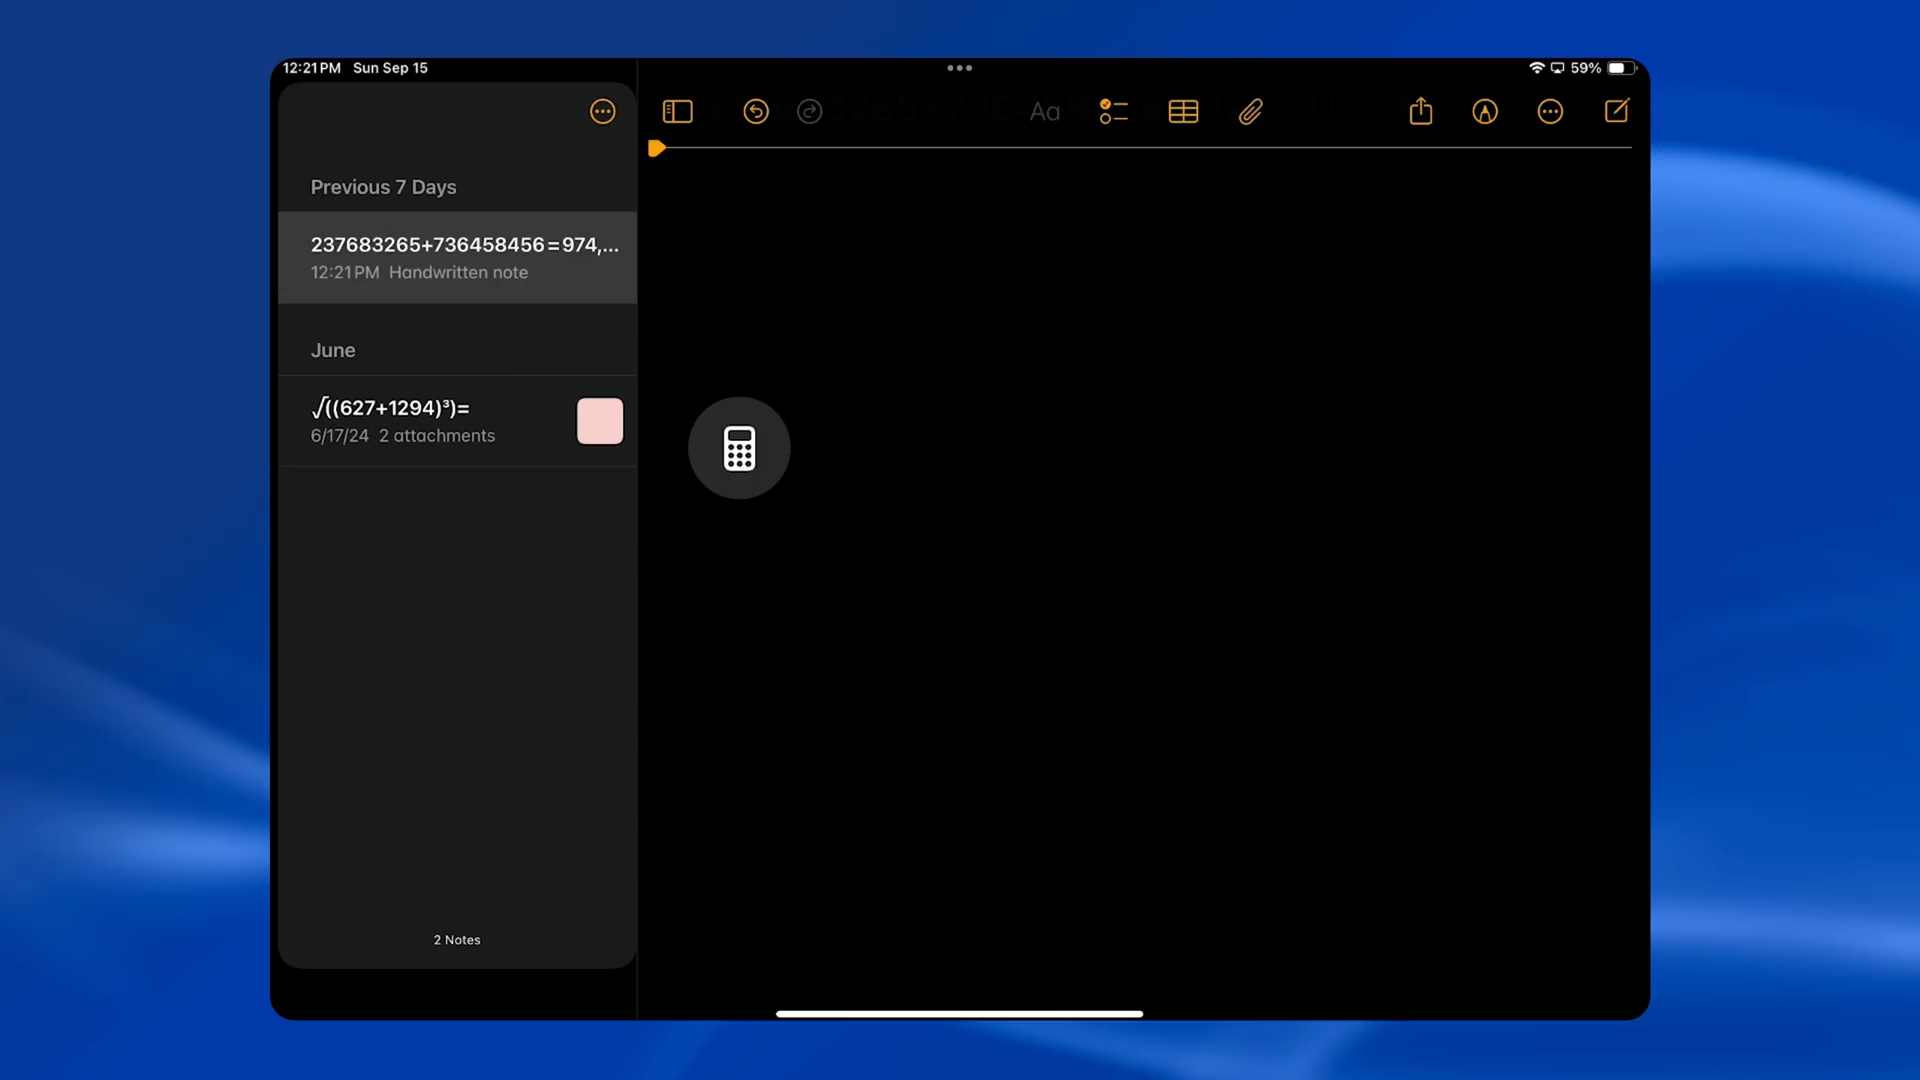 12:21 PM Sun Sep 15
59%
Aa
Previous 7 Days
237683265+736458456=974,...
12:21 PM Handwritten note
June
√((627+1294)³)=
6/17/24 2 attachments
2 Notes